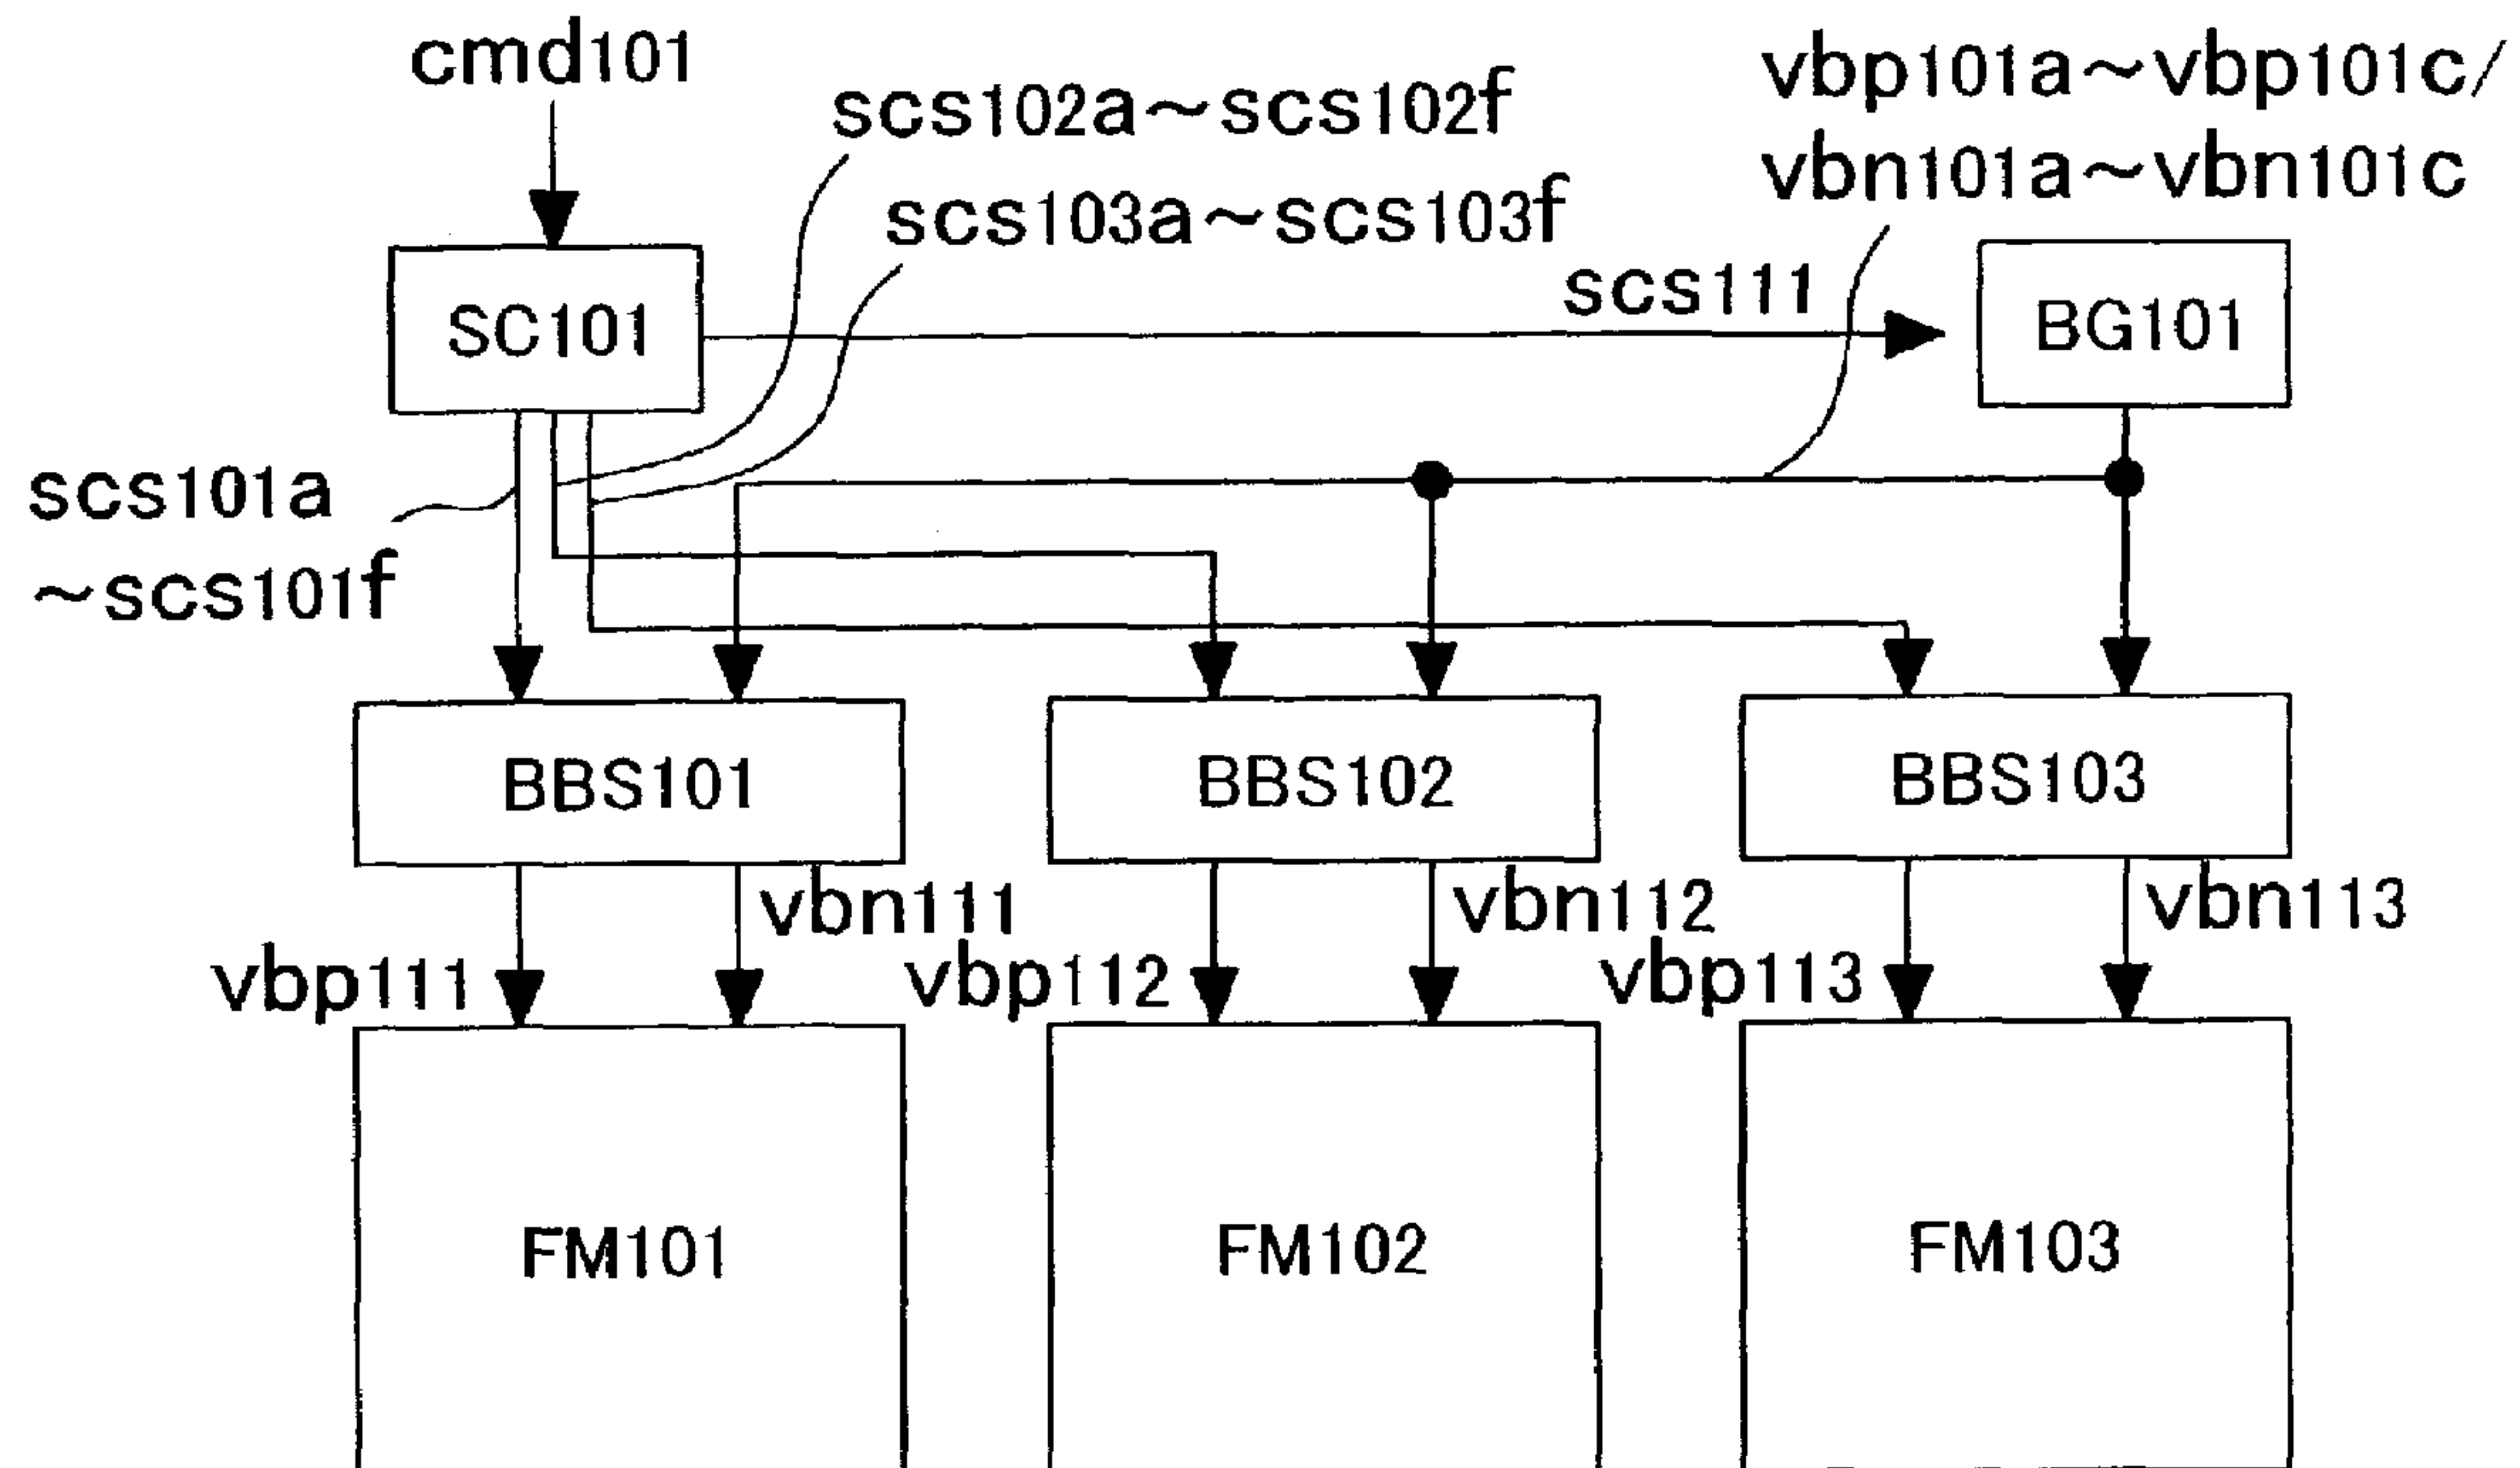 cmd101
scs102a~scs102f
scs103a~scs103f
vbp101a~vbp101c/
vbn101a~vbn101c
scs111
SC101
BG101
scs101a
~scs101f
BBS101
BBS102
BBS103
vbn111
vbn112
vbn113
vbp111
vbp112
vbp113
FM101
FM102
FM103